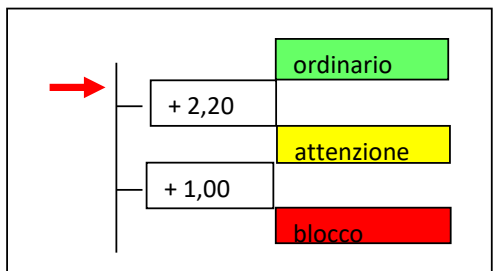 ordinario
+ 2,20
attenzione
+ 1,00
blocco